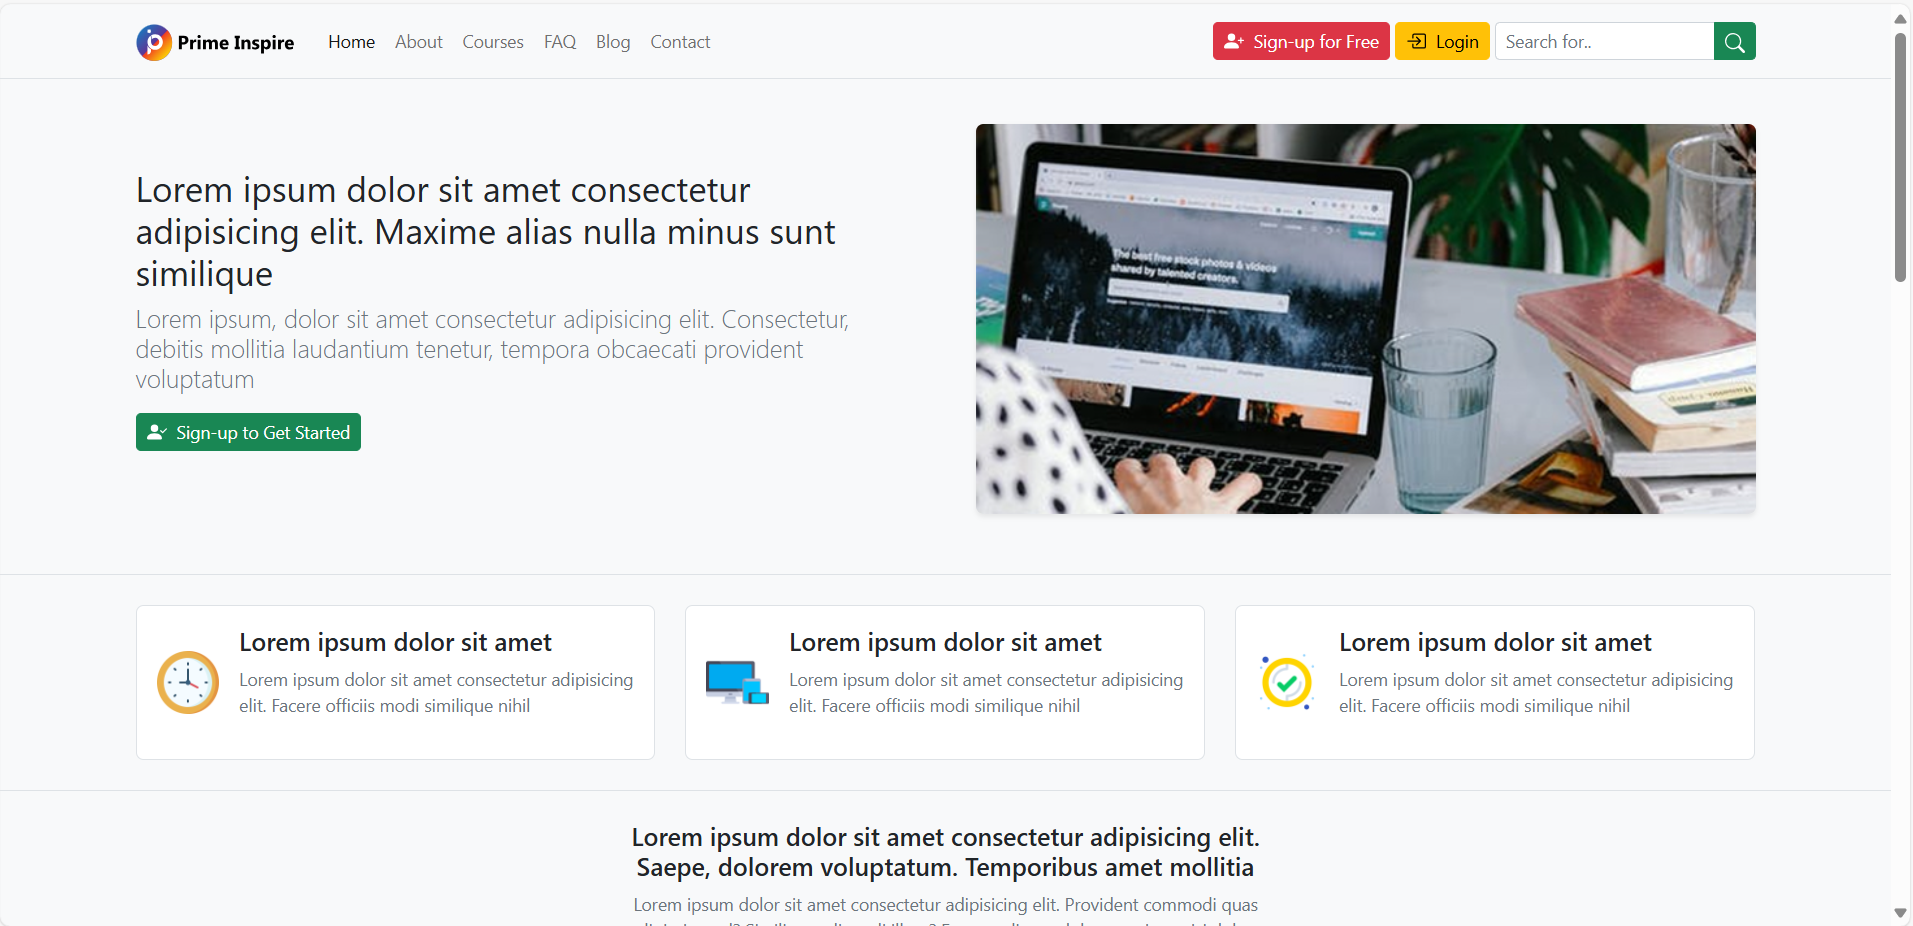 Prime Inspire
Home About Courses FAQ Blog Contact
Sign-up for Free Login Search for..
Lorem ipsum dolor sit amet consectetur
adipisicing elit. Maxime alias nulla minus sunt
similique
Lorem ipsum, dolor sit amet consectetur adipisicing elit. Consectetur,
debitis mollitia laudantium tenetur, tempora obcaecati provident
voluptatum
Sign-up to Get Started
The best free stock photos & videos
shared by talented creators.
Lorem ipsum dolor sit amet
Lorem ipsum dolor sit amet consectetur adipisicing
elit. Facere officiis modi similique nihil
Lorem ipsum dolor sit amet
Lorem ipsum dolor sit amet consectetur adipisicing
elit. Facere officiis modi similique nihil
Lorem ipsum dolor sit amet
Lorem ipsum dolor sit amet consectetur adipisicing
elit. Facere officiis modi similique nihil
Lorem ipsum dolor sit amet consectetur adipisicing elit.
Saepe, dolorem voluptatum. Temporibus amet mollitia
Lorem ipsum dolor sit amet consectetur adipisicing elit. Provident commodi quas